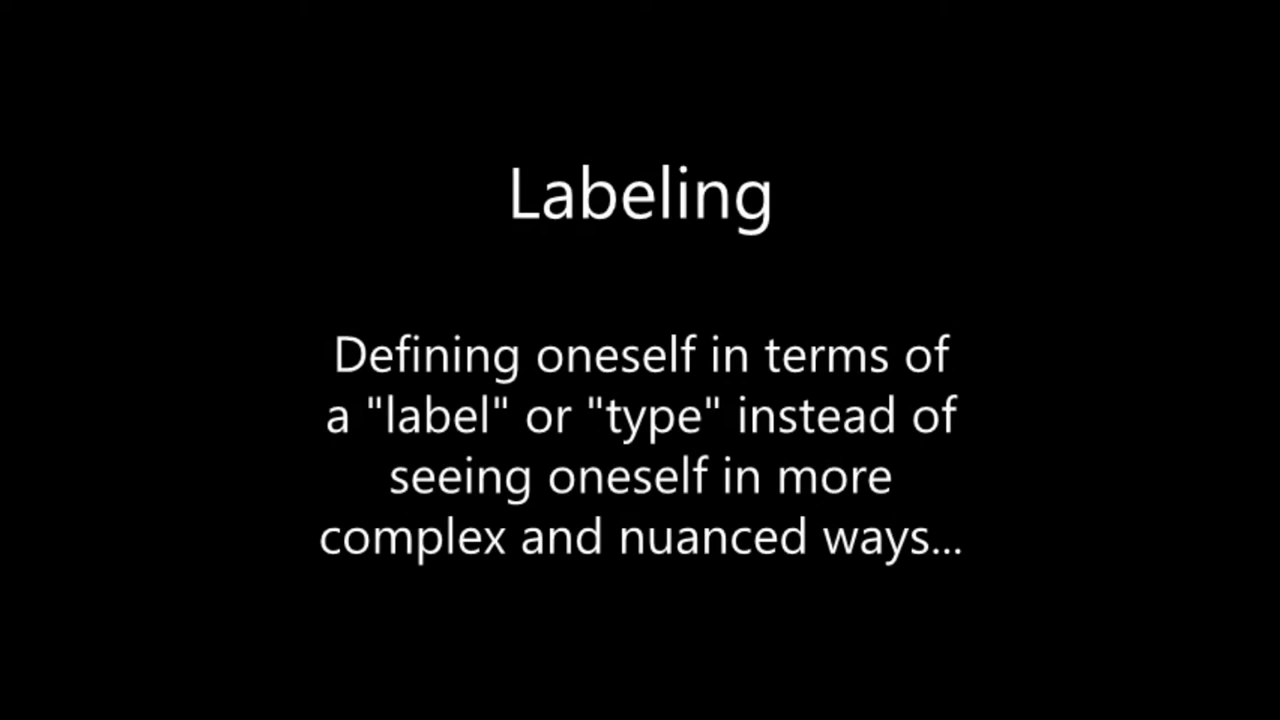 Labeling
Defining oneself in terms of
a "label" or "type" instead of
seeing oneself in more
complex and nuanced ways...